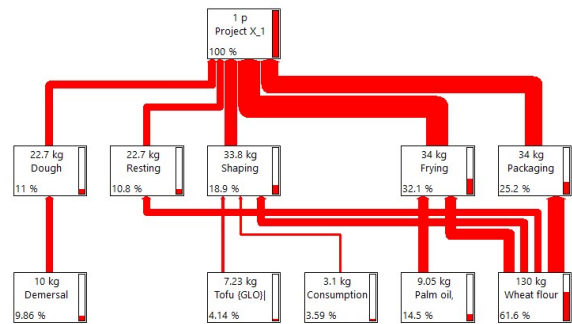 1 p
Project X_1
100 %
22.7 kg
Dough
11 %
22.7 kg
Resting
10.8 %
33.8 kg
Shaping
18.9 %
34 kg
Frying
32.1 %
34 kg
Packaging
25.2 %
10 kg
Demersal
9.86 %
7.23 kg
Tofu {GLO}|
4.14 %
3.1 kg
Consumption
3.59 %
9.05 kg
Palm oil,
14.5 %
130 kg
Wheat flour
61.6 %